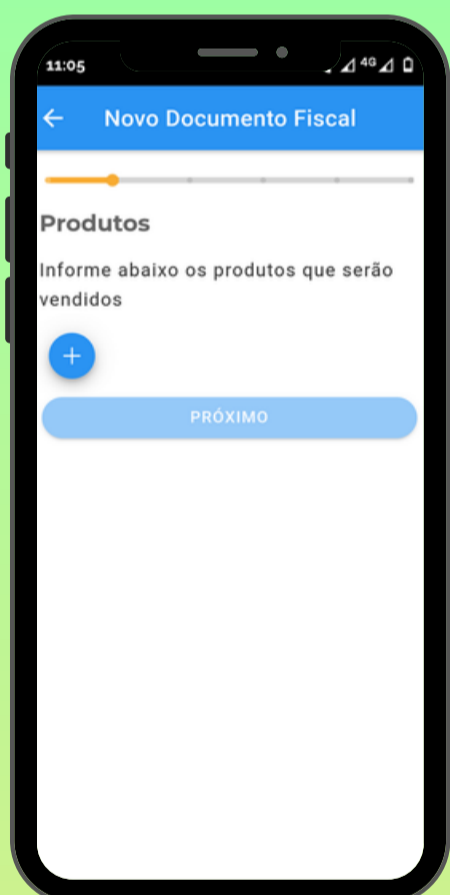 11:05
4G
Novo Documento Fiscal
Produtos
Informe abaixo os produtos que serão
vendidos
PRÓXIMO